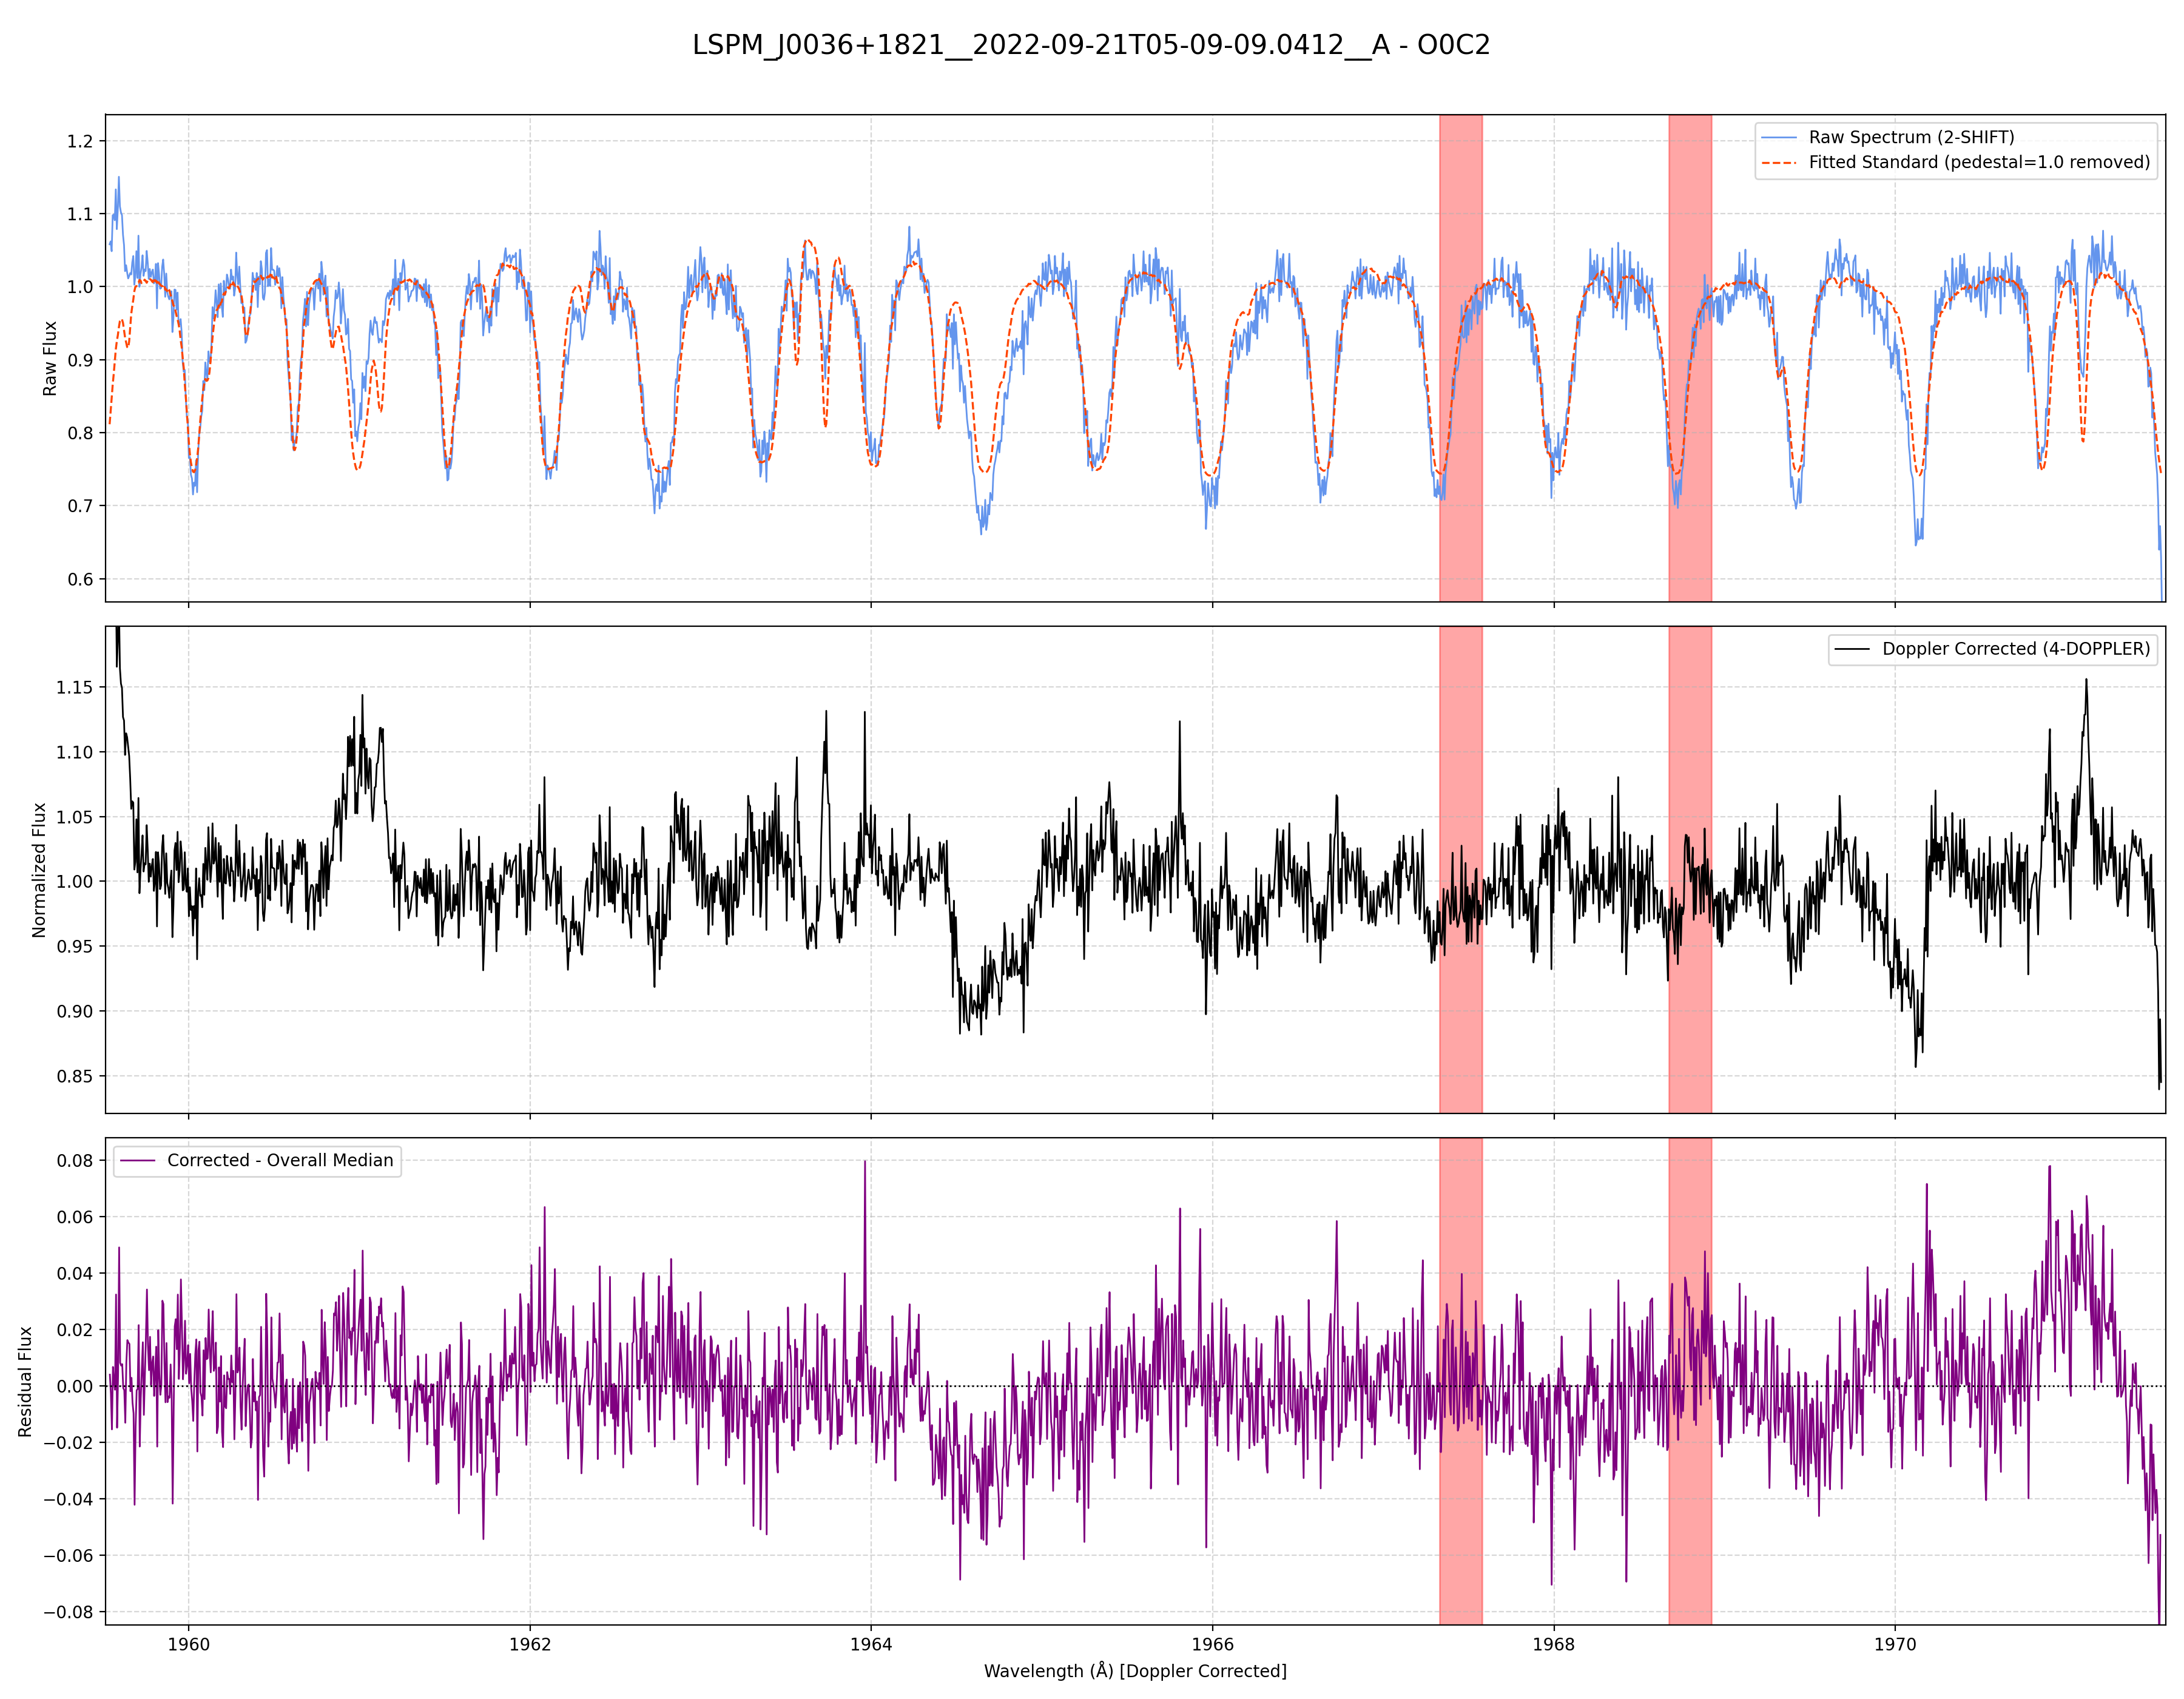 LSPM_J0036+1821__2022-09-21T05-09-09.0412__A - O0C2
Raw Flux
1.2
1.1
1.0
0.9
0.8
0.7
0.6
Raw Spectrum (2-SHIFT)
Fitted Standard (pedestal=1.0 removed)
Normalized Flux
1.15
1.10
1.05
1.00
0.95
0.90
0.85
Doppler Corrected (4-DOPPLER)
Residual Flux
0.08
0.06
0.04
0.02
0.00
−0.02
−0.04
−0.06
−0.08
Corrected - Overall Median
1960 1962 1964 1966 1968 1970
Wavelength (Å) [Doppler Corrected]